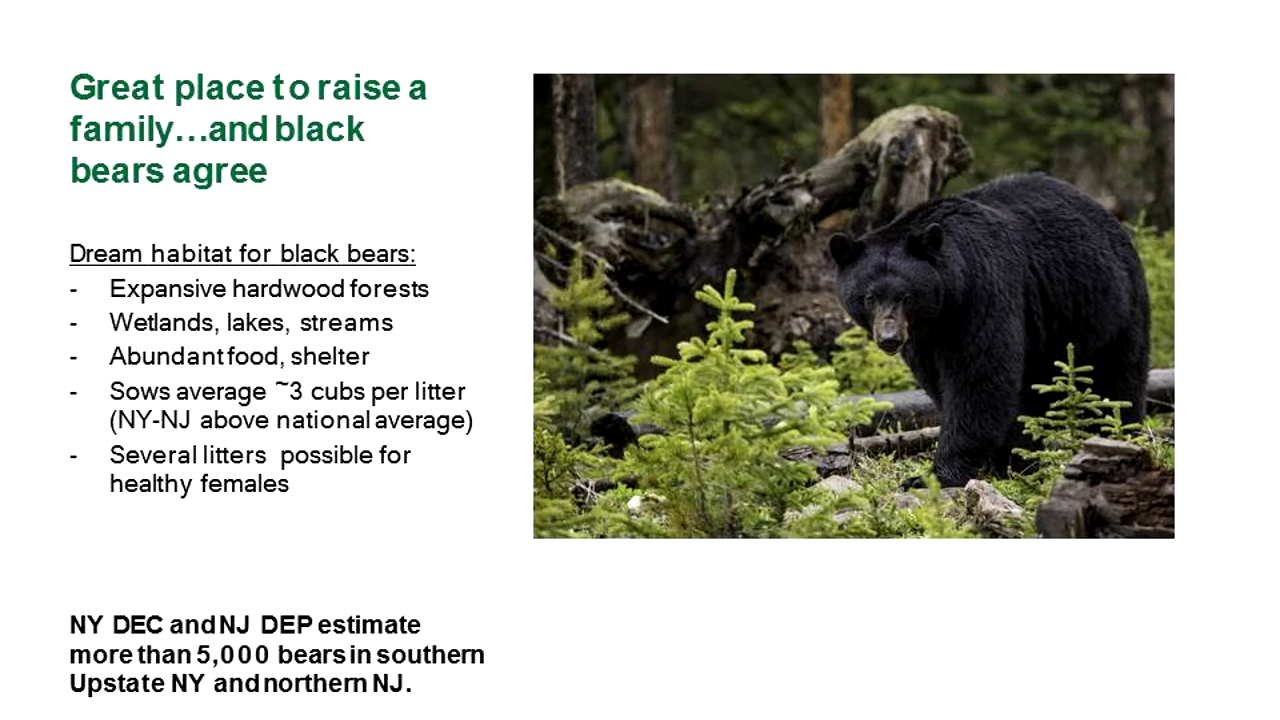 Great place to raise a
family...and black
bears agree
Dream habitat for black bears:
- Expansive hardwood forests
- Wetlands, lakes, streams
- Abundant food, shelter
- Sows average ~3 cubs per litter
(NY-NJ above national average)
- Several litters possible for
healthy females
NY DEC and NJ DEP estimate
more than 5,000 bears in southern
Upstate NY and northern NJ.